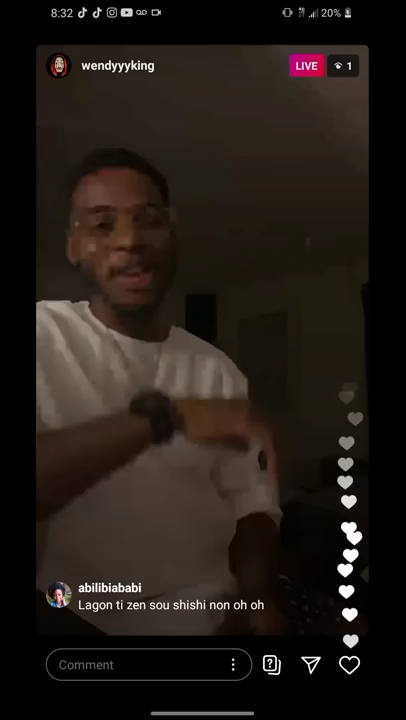 8:32
20%
wendyyyking
LIVE
1
abilibiababi
Lagon ti zen sou shishi non oh oh
Comment